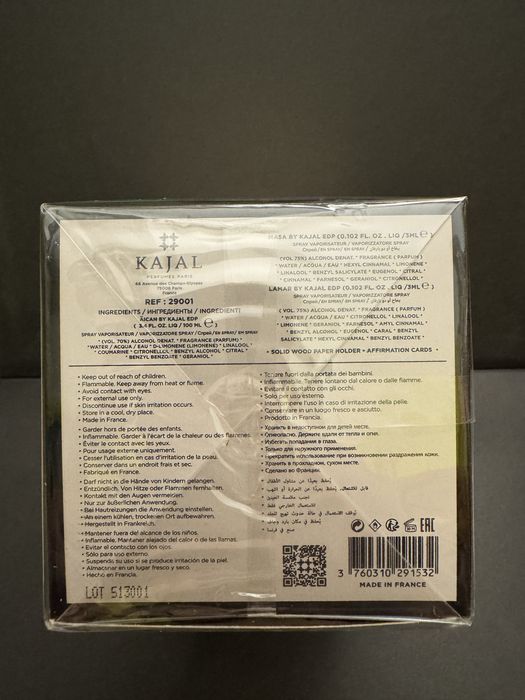 KAJAL
PERFUMES PARIS
66 Avenue des Champs-Elysées
75008 Paris
France
REF : 29001
INGREDIENTS / ИНГРЕДИЕНТЫ / INGREDIENTI
KAJAL EDP
( 3.4 FL. OZ. LIQ / 100 ML ℮ )
SPRAY VAPORISATEUR / VAPORIZZATORE SPRAY / Спрей / EN SPRAY/ EN SPRAY
(VOL 70%) ALCOHOL DENAT. * FRAGRANCE (PARFUM) *
WATER / ACQUA / EAU * D-LIMONENE (LIMONENE) * LINALOOL *
COUMARINE * CITRONELLOL * BENZYL ALCOHOL * CITRAL *
BENZYL BENZOATE * GERANIOL *
MASA BY KAJAL EDP (0.102 FL. OZ . LIQ /3ML ℮ )
SPRAY VAPORISATEUR / VAPORIZZATORE SPRAY
(VOL 75%) ALCOHOL DENAT. * FRAGRANCE ( PARFUM )
* WATER / ACQUA / EAU * HEXYL CINNAMAL * LIMONENE *
LINALOOL * BENZYL SALICYLATE * EUGENOL * CITRAL *
CINNAMAL * FARNESOL * GERANIOL * CITRONELLOL *
LAHAR BY KAJAL EDP (0.102 FL. OZ . LIQ /3ML ℮ )
SPRAY VAPORISATEUR / VAPORIZZATORE SPRAY
( VOL 70%) ALCOHOL DENAT. * FRAGRANCE ( PARFUM )
* WATER / ACQUA / EAU * CITRONELLOL * LINALOOL *
LIMONENE * GERANIOL * FARNESOL * AMYL CINNAMAL *
BENZYL ALCOHOL * EUGENOL * CARAL * BENZYL
SALICYLATE * HEXYL CINNAMAL * BENZYL BENZOATE *
• SOLID WOOD PAPER HOLDER • AFFIRMATION CARDS •
• Keep out of reach of children.
• Flammable. Keep away from heat or flame.
• Avoid contact with eyes.
• For external use only.
• Discontinue use if skin irritation occurs.
• Store in a cool, dry place.
• Made in France.
• Garder hors de portée des enfants.
• Inflammable. Garder à l'écart de la chaleur ou des flammes.
• Éviter le contact avec les yeux.
• Pour usage externe uniquement.
• Cesser l'utilisation en cas d'irritation de la peau.
• Conserver dans un endroit frais et sec.
• Fabriqué en France.
• Darf nicht in die Hände von Kindern gelangen.
• Entzündlich. Von Hitze oder Flammen fernhalten.
• Kontakt mit den Augen vermeiden.
• Nur zur äußerlichen Anwendung.
• Bei Hautreizungen die Anwendung einstellen.
• An einem kühlen, trockenen Ort aufbewahren.
• Hergestellt in Frankreich.
• Mantener fuera del alcance de los niños.
• Inflamable. Mantener alejado del calor o de las llamas.
• Evitar el contacto con los ojos.
• Sólo para uso externo.
• Suspenda su uso si se produce irritación de la piel.
• Almacenar en un lugar fresco y seco.
• Hecho en Francia.
• Tenere fuori dalla portata dei bambini.
• Infiammabile. Tenere lontano dal calore o dalle fiamme.
• Evitare il contatto con gli occhi.
• Solo per uso esterno.
• Interrompere l'uso in caso di irritazione della pelle.
• Conservare in un luogo fresco e asciutto.
• Prodotto in Francia.
• Хранить в недоступном для детей месте.
• Огнеопасно. Держите вдали от тепла и огня.
• Избегать попадания в глаза.
• Только для наружного применения.
• Прекратить использование при возникновении раздражения кожи.
• Хранить в прохладном, сухом месте.
• Сделано во Франции.
LOT 513001
EAC
3 760310 291532
MADE IN FRANCE